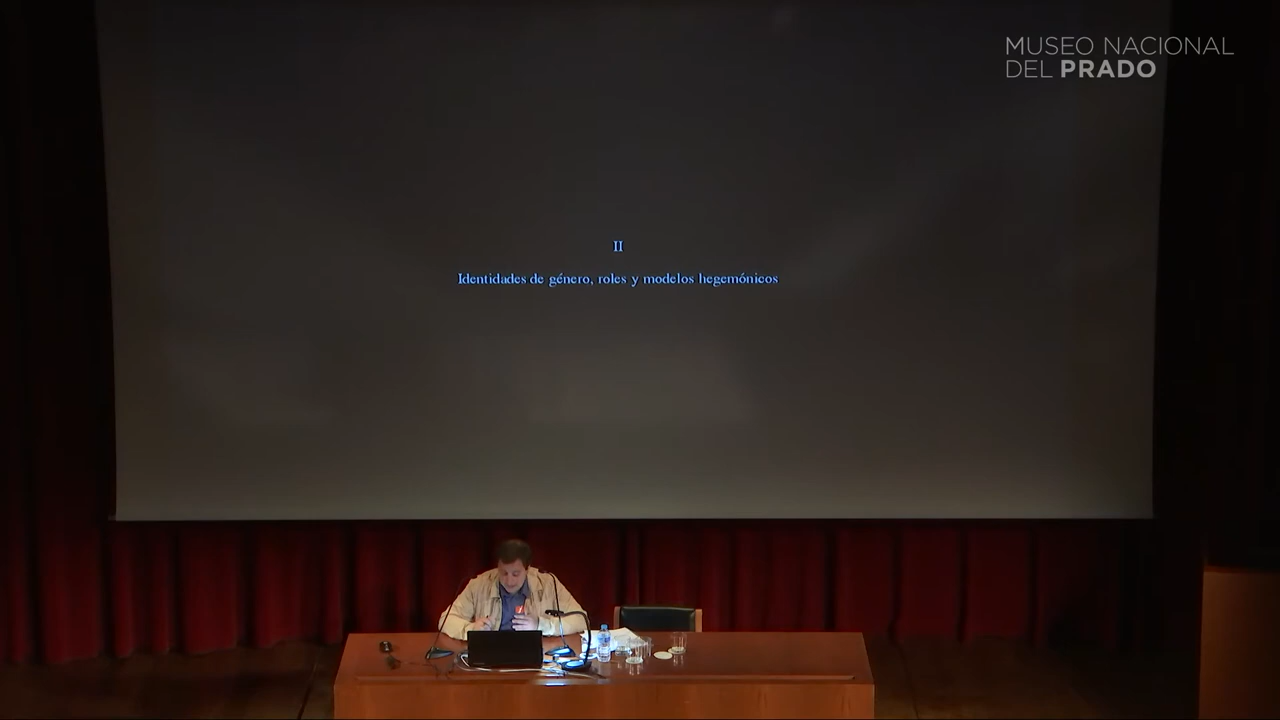 MUSEO NACIONAL
DEL PRADO
II
Identidades de género, roles y modelos hegemónicos